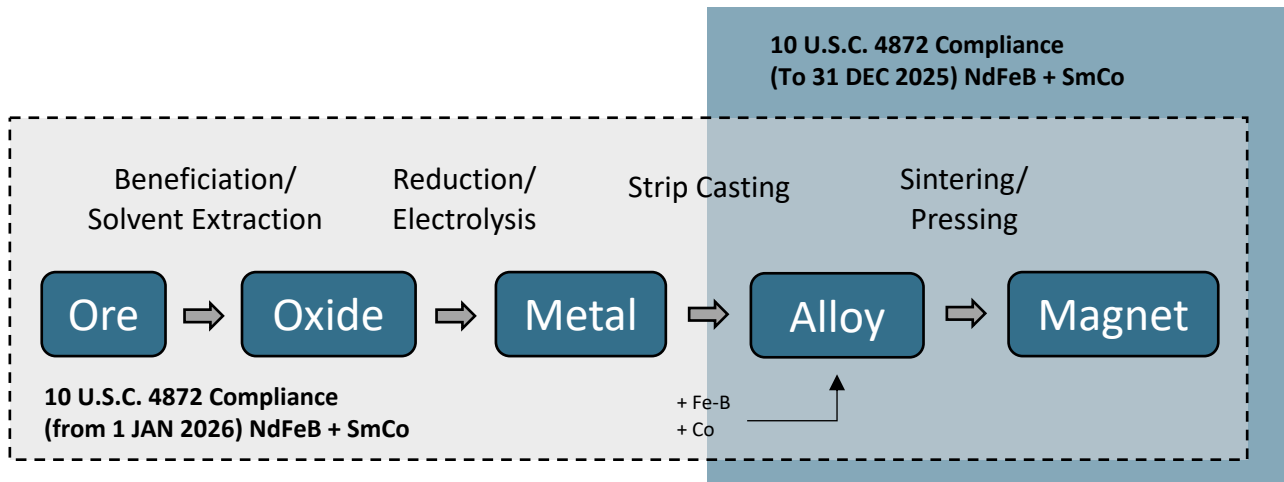 10 U.S.C. 4872 Compliance
(To 31 DEC 2025) NdFeB + SmCo
Beneficiation/
Solvent Extraction
Reduction/
Electrolysis
Strip Casting
Sintering/
Pressing
Ore
Oxide
Metal
Alloy
Magnet
10 U.S.C. 4872 Compliance
(from 1 JAN 2026) NdFeB + SmCo
+ Fe-B
+ Co